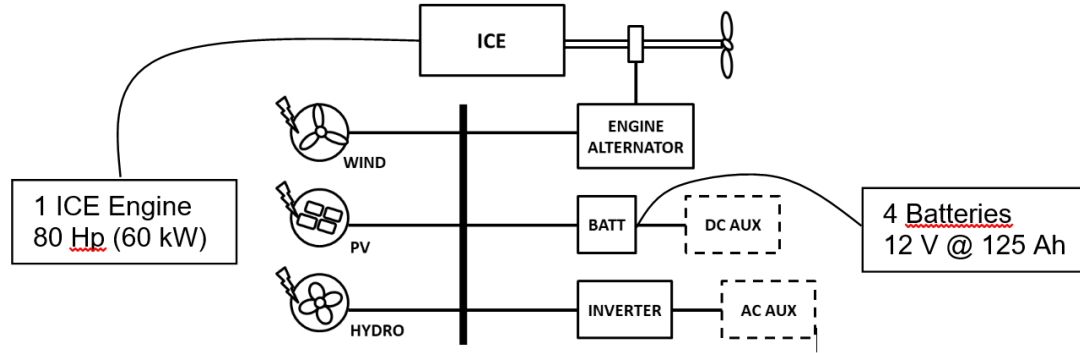 ICE
ENGINE
ALTERNATOR
WIND
1 ICE Engine
80 Hp (60 kW)
BATT
DC AUX
4 Batteries
12 V @ 125 Ah
PV
INVERTER
AC AUX
HYDRO